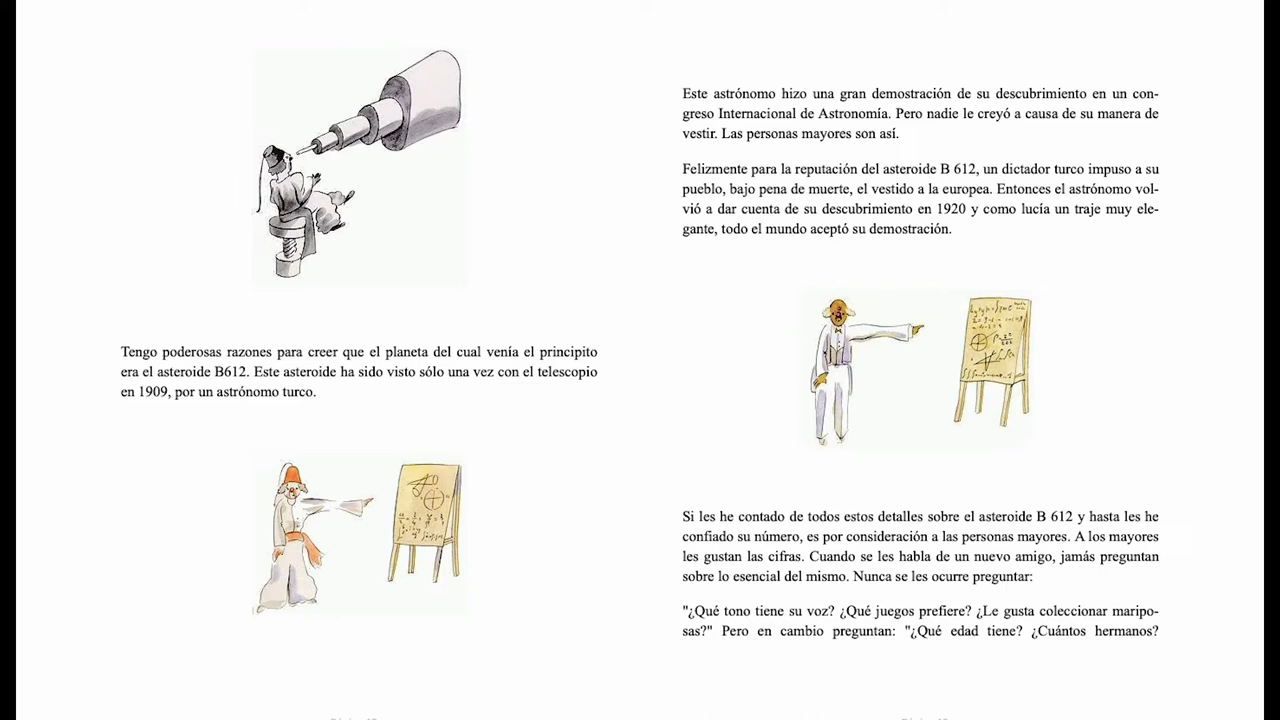 Tengo poderosas razones para creer que el planeta del cual venía el principito
era el asteroide B612. Este asteroide ha sido visto sólo una vez con el telescopio
en 1909, por un astrónomo turco.
Este astrónomo hizo una gran demostración de su descubrimiento en un con-
greso Internacional de Astronomía. Pero nadie le creyó a causa de su manera de
vestir. Las personas mayores son así.
Felizmente para la reputación del asteroide B 612, un dictador turco impuso a su
pueblo, bajo pena de muerte, el vestido a la europea. Entonces el astrónomo vol-
vió a dar cuenta de su descubrimiento en 1920 y como lucía un traje muy ele-
gante, todo el mundo aceptó su demostración.
Si les he contado de todos estos detalles sobre el asteroide B 612 y hasta les he
confiado su número, es por consideración a las personas mayores. A los mayores
les gustan las cifras. Cuando se les habla de un nuevo amigo, jamás preguntan
sobre lo esencial del mismo. Nunca se les ocurre preguntar:
"¿Qué tono tiene su voz? ¿Qué juegos prefiere? ¿Le gusta coleccionar maripo-
sas?" Pero en cambio preguntan: "¿Qué edad tiene? ¿Cuántos hermanos?